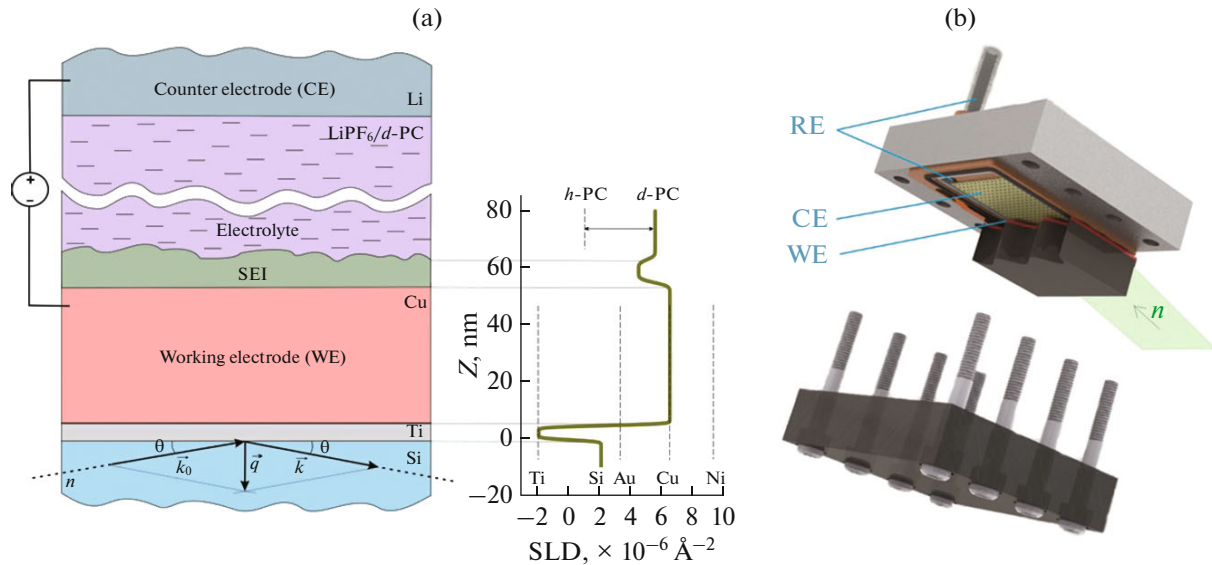 (a)
Counter electrode (CE)
Li
LiPF₆/d-PC
+
−
Electrolyte
SEI
Cu
Working electrode (WE)
Ti
θ
θ
Si
k⃗₀
q⃗
k⃗
n
h-PC
d-PC
80
60
40
20
0
−20
Z, nm
Ti
Si
Au
Cu
Ni
−2 0 2 4 6 8 10
SLD, × 10⁻⁶ Å⁻²
(b)
RE
CE
WE
n